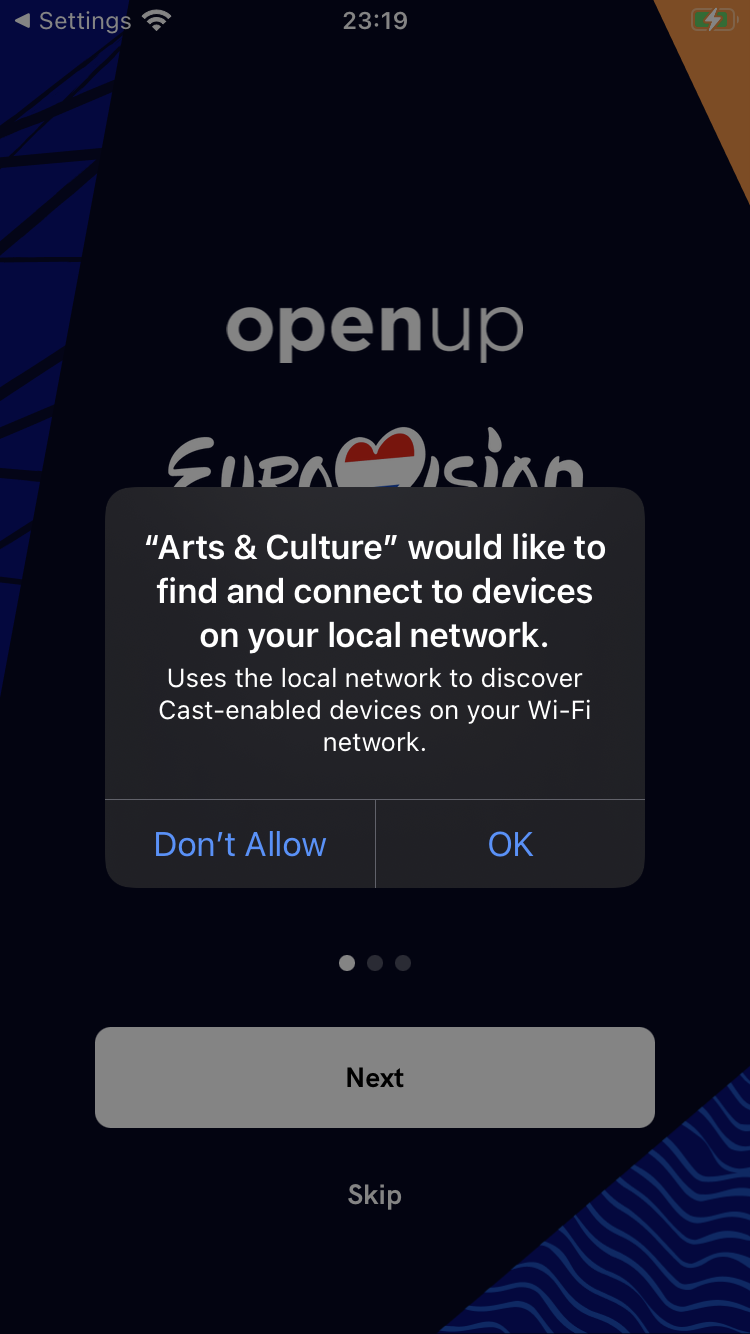 Settings
23:19
openup
Eurovision
“Arts & Culture” would like to
find and connect to devices
on your local network.
Uses the local network to discover
Cast-enabled devices on your Wi-Fi
network.
Don’t Allow
OK
Next
Skip